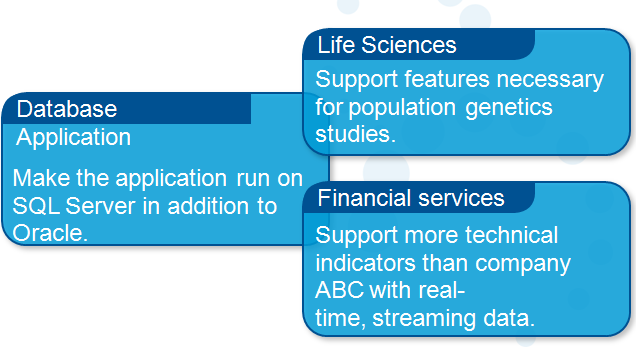 Database
Application
Make the application run on
SQL Server in addition to
Oracle.
Life Sciences
Support features necessary
for population genetics
studies.
Financial services
Support more technical
indicators than company
ABC with real-
time, streaming data.